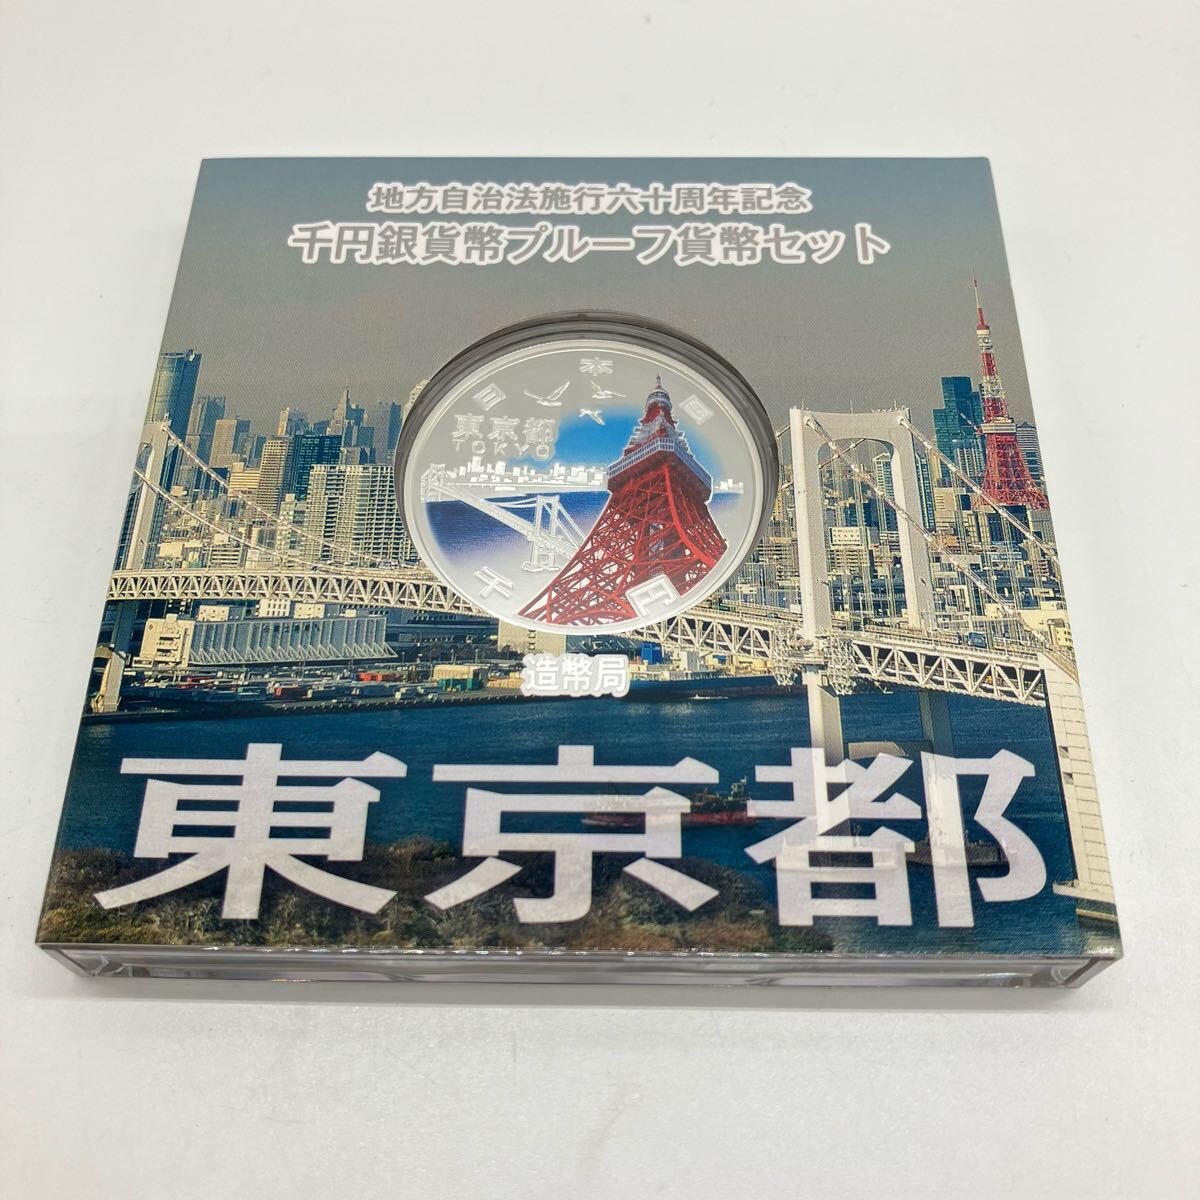 地方自治法施行六十周年記念
千円銀貨幣プルーフ貨幣セット
日本国
東京都
TOKYO
千円
造幣局
東京都